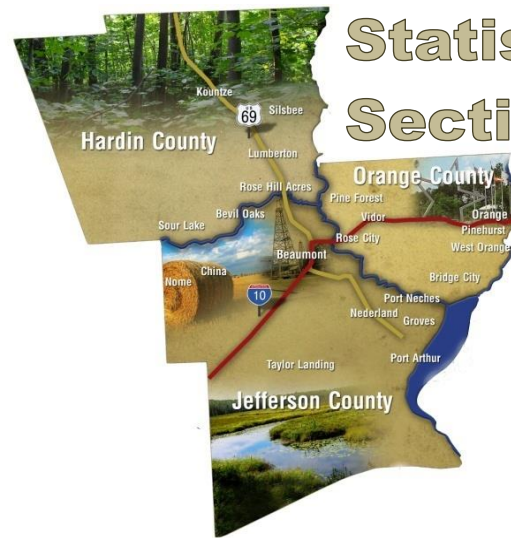 Statis
Secti
Kountze
69
Silsbee
Hardin County
Lumberton
Rose Hill Acres
Orange County
Pine Forest
Bevil Oaks
Vidor
Orange
Sour Lake
Rose City
Pinehurst
West Orange
Beaumont
China
Nome
Bridge City
10
Port Neches
Nederland
Groves
Port Arthur
Taylor Landing
Jefferson County